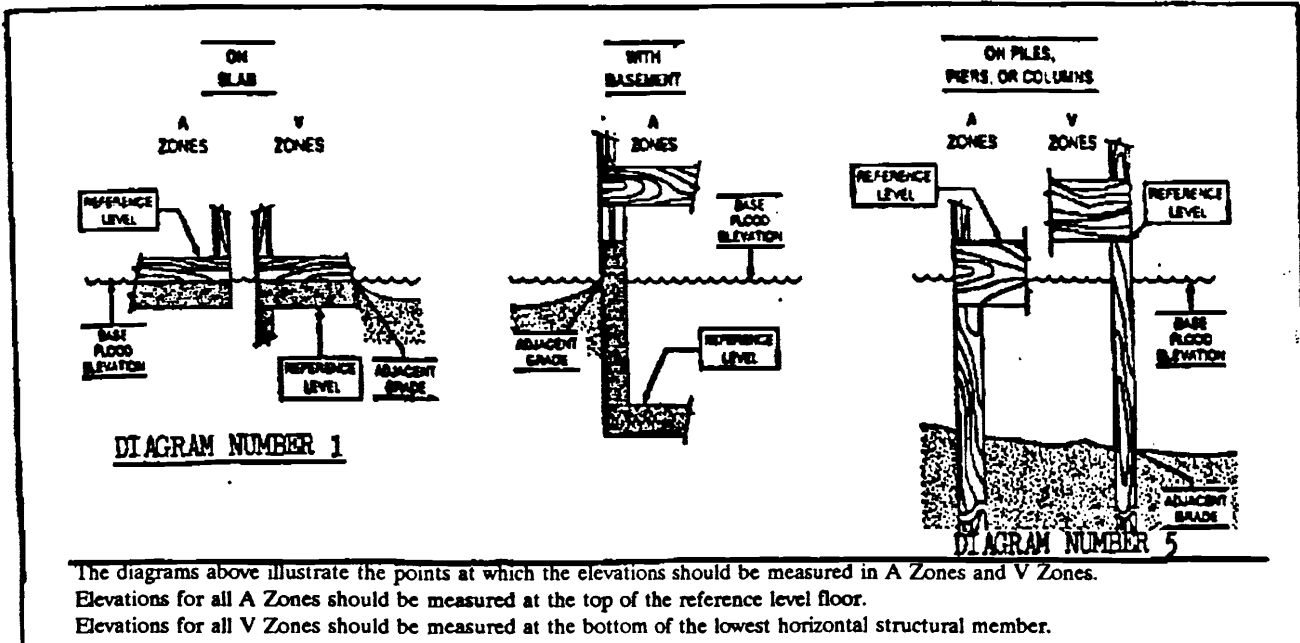 ON
SLAB
A
ZONES
V
ZONES
REFERENCE
LEVEL
BASE
FLOOD
ELEVATION
REFERENCE
LEVEL
ADJACENT
GRADE
DIAGRAM NUMBER 1
WITH
BASEMENT
A
ZONES
BASE
FLOOD
ELEVATION
ADJACENT
GRADE
REFERENCE
LEVEL
ON PILES,
PIERS, OR COLUMNS
A
ZONES
V
ZONES
REFERENCE
LEVEL
REFERENCE
LEVEL
BASE
FLOOD
ELEVATION
ADJACENT
GRADE
DIAGRAM NUMBER 5
The diagrams above illustrate the points at which the elevations should be measured in A Zones and V Zones.
Elevations for all A Zones should be measured at the top of the reference level floor.
Elevations for all V Zones should be measured at the bottom of the lowest horizontal structural member.